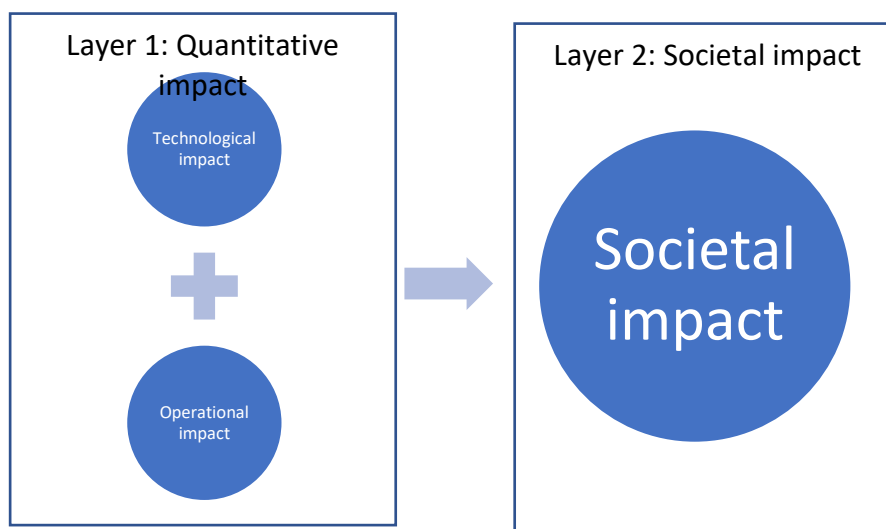 Layer 1: Quantitative
impact
Technological
impact
Operational
impact
Layer 2: Societal impact
Societal
impact